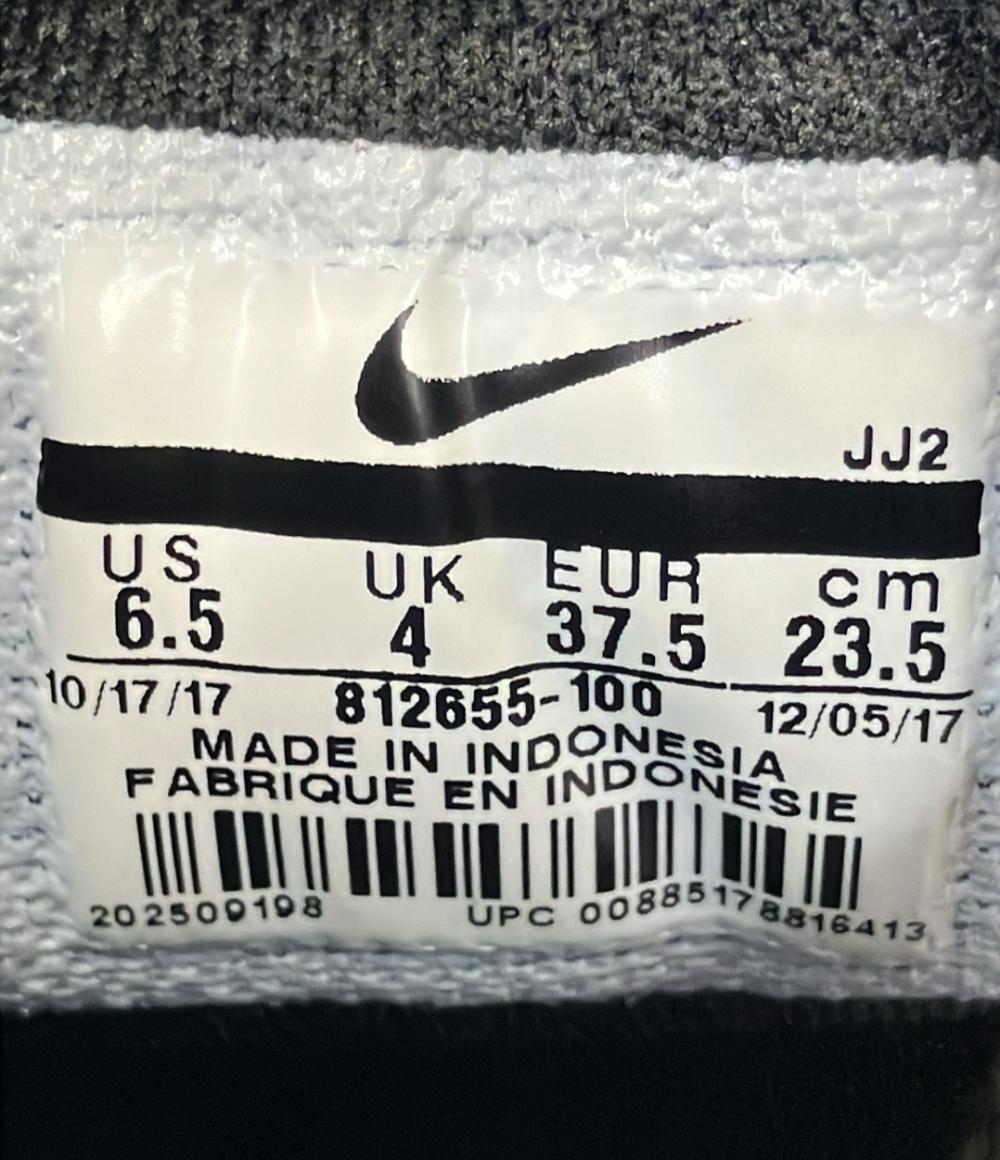 JJ2
US UK EUR cm
6.5 4 37.5 23.5
10/17/17 812655-100 12/05/17
MADE IN INDONESIA
FABRIQUE EN INDONESIE
202509198 UPC 00885178816413